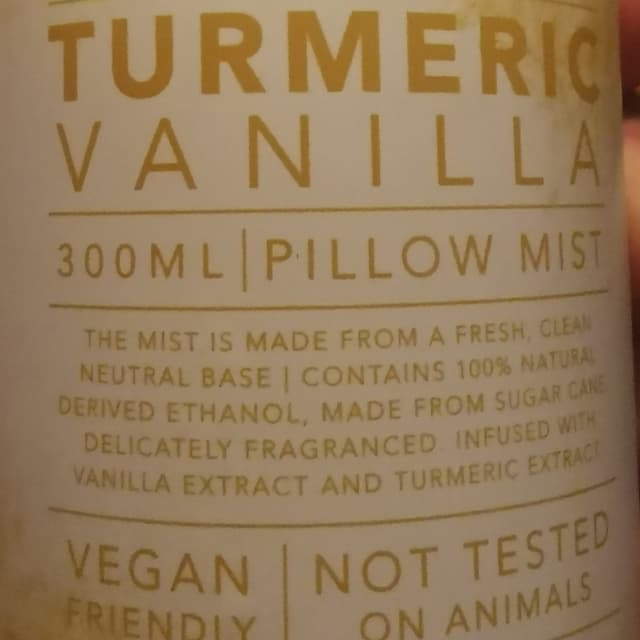 TURMERIC
VANILLA
300ML | PILLOW MIST
THE MIST IS MADE FROM A FRESH, CLEAN
NEUTRAL BASE | CONTAINS 100% NATURAL
DERIVED ETHANOL, MADE FROM SUGAR CANE
DELICATELY FRAGRANCED. INFUSED WITH
VANILLA EXTRACT AND TURMERIC EXTRACT
VEGAN | NOT TESTED
FRIENDLY | ON ANIMALS